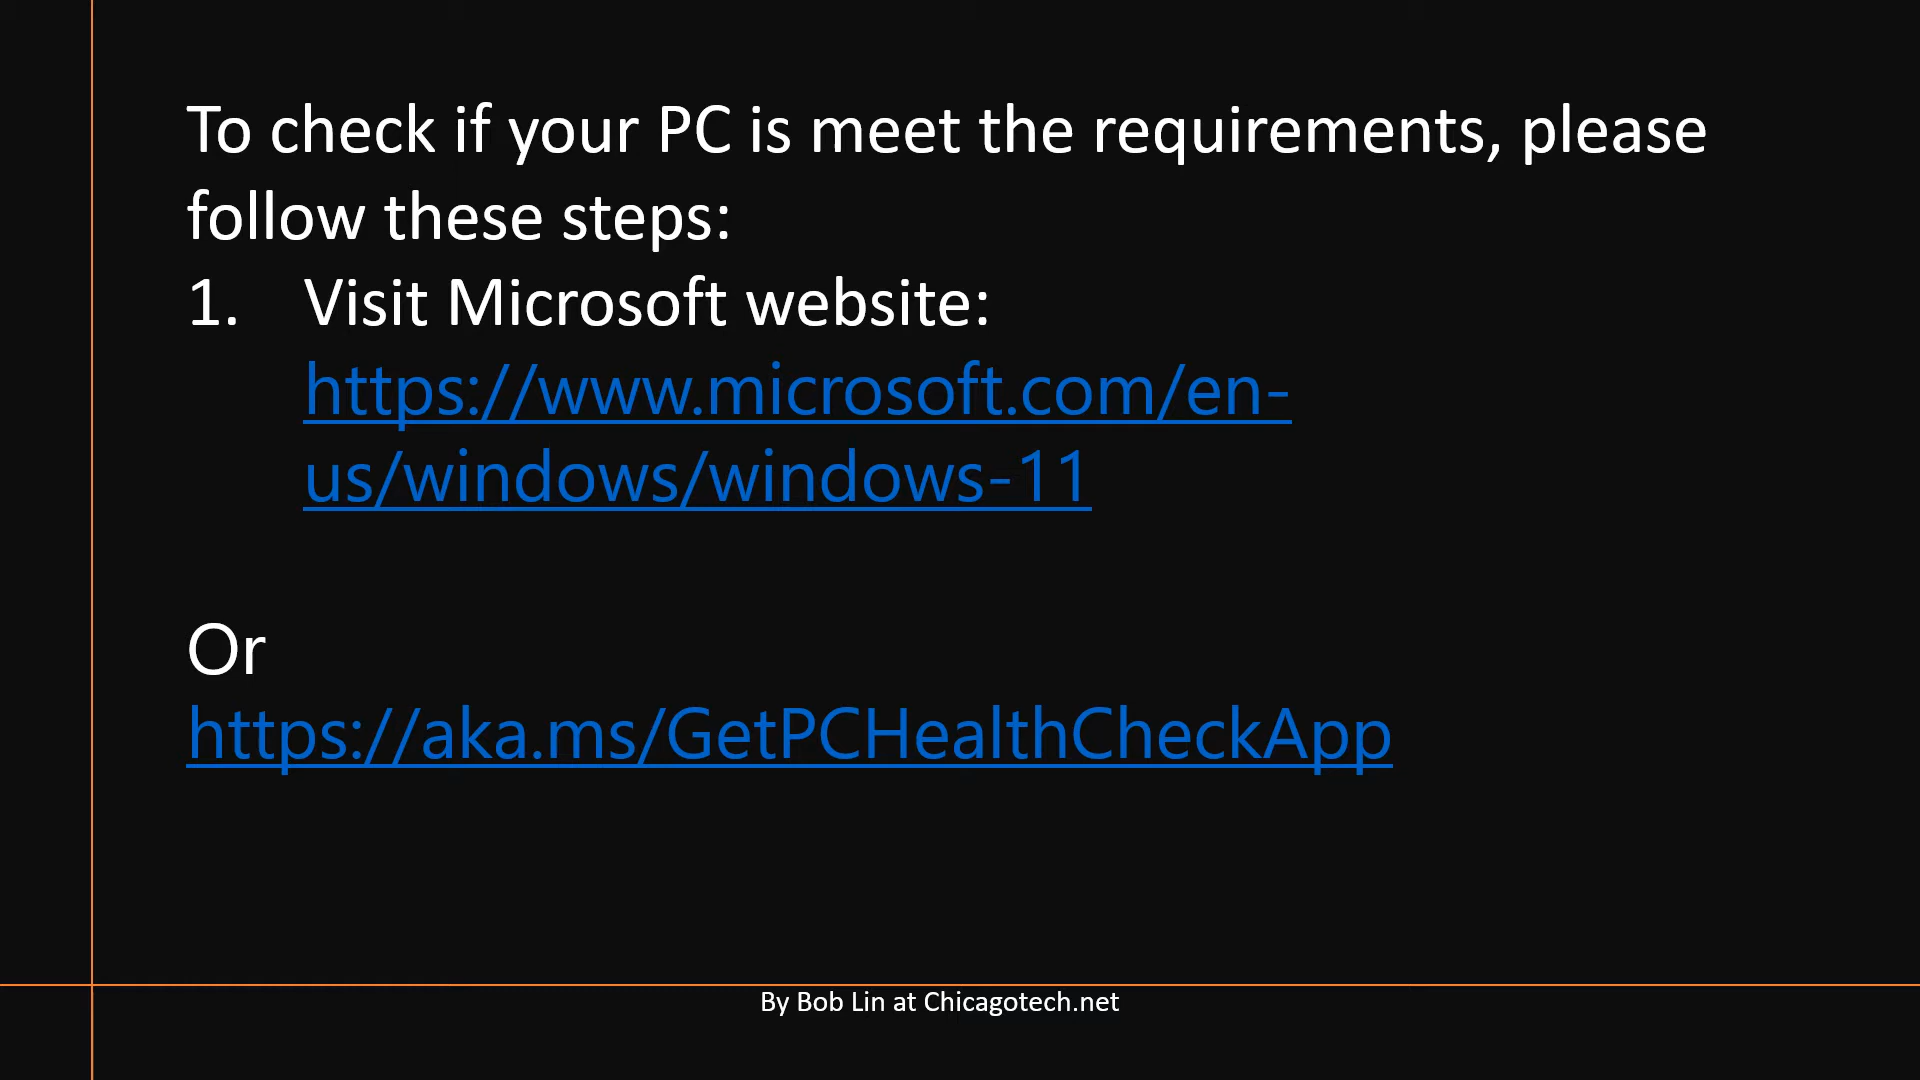 To check if your PC is meet the requirements, please
follow these steps:
1. Visit Microsoft website:
https://www.microsoft.com/en-
us/windows/windows-11
Or
https://aka.ms/GetPCHealthCheckApp
By Bob Lin at Chicagotech.net